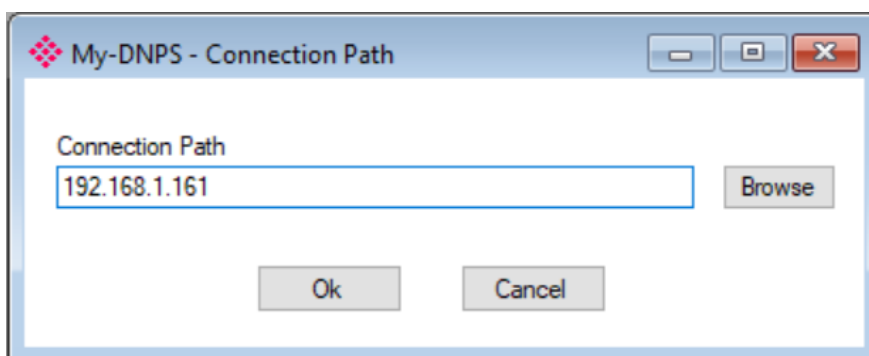 My-DNPS - Connection Path
Connection Path
192.168.1.161
Browse
Ok
Cancel